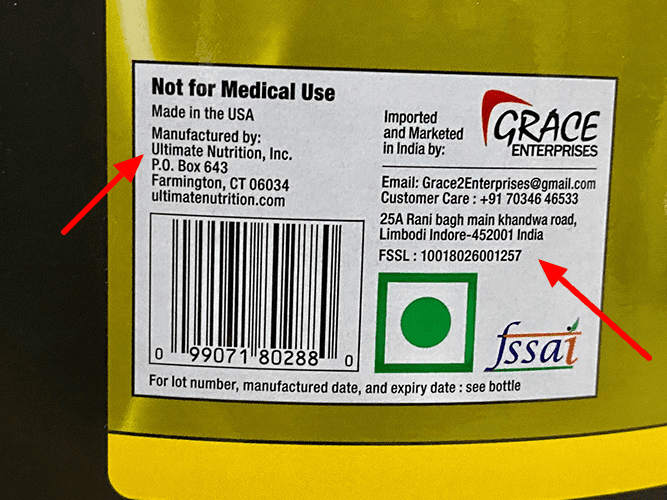 Not for Medical Use
Made in the USA
Manufactured by:
Ultimate Nutrition, Inc.
P.O. Box 643
Farmington, CT 06034
ultimatenutrition.com
0 99071 80288 0
Imported
and Marketed
in India by:
GRACE
ENTERPRISES
Email: Grace2Enterprises@gmail.com
Customer Care : +91 70346 46533
25A Rani bagh main khandwa road,
Limbodi Indore-452001 India
FSSL : 10018026001257
fssai
For lot number, manufactured date, and expiry date : see bottle